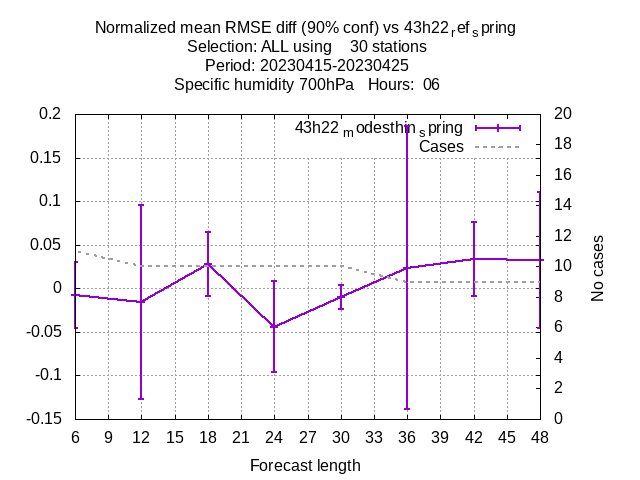 Normalized mean RMSE diff (90% conf) vs 43h22refspring
Selection: ALL using 30 stations
Period: 20230415-20230425
Specific humidity 700hPa Hours: 06
43h22modesthinspring
Cases
0.2
0.15
0.1
0.05
0
-0.05
-0.1
-0.15
20
18
16
14
12
10
8
6
4
2
0
No cases
6 9 12 15 18 21 24 27 30 33 36 39 42 45 48
Forecast length